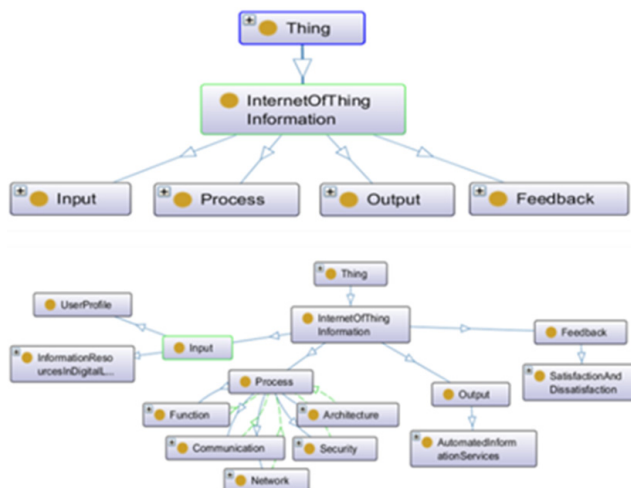 Thing
InternetOfThing
Information
Input
Process
Output
Feedback
Thing
UserProfile
InternetOfThing
Information
Feedback
Input
InformationReso
urcesInDigitalL...
Process
SatisfactionAnd
Dissatisfaction
Output
Function
Architecture
Communication
Security
AutomatedInform
ationServices
Network